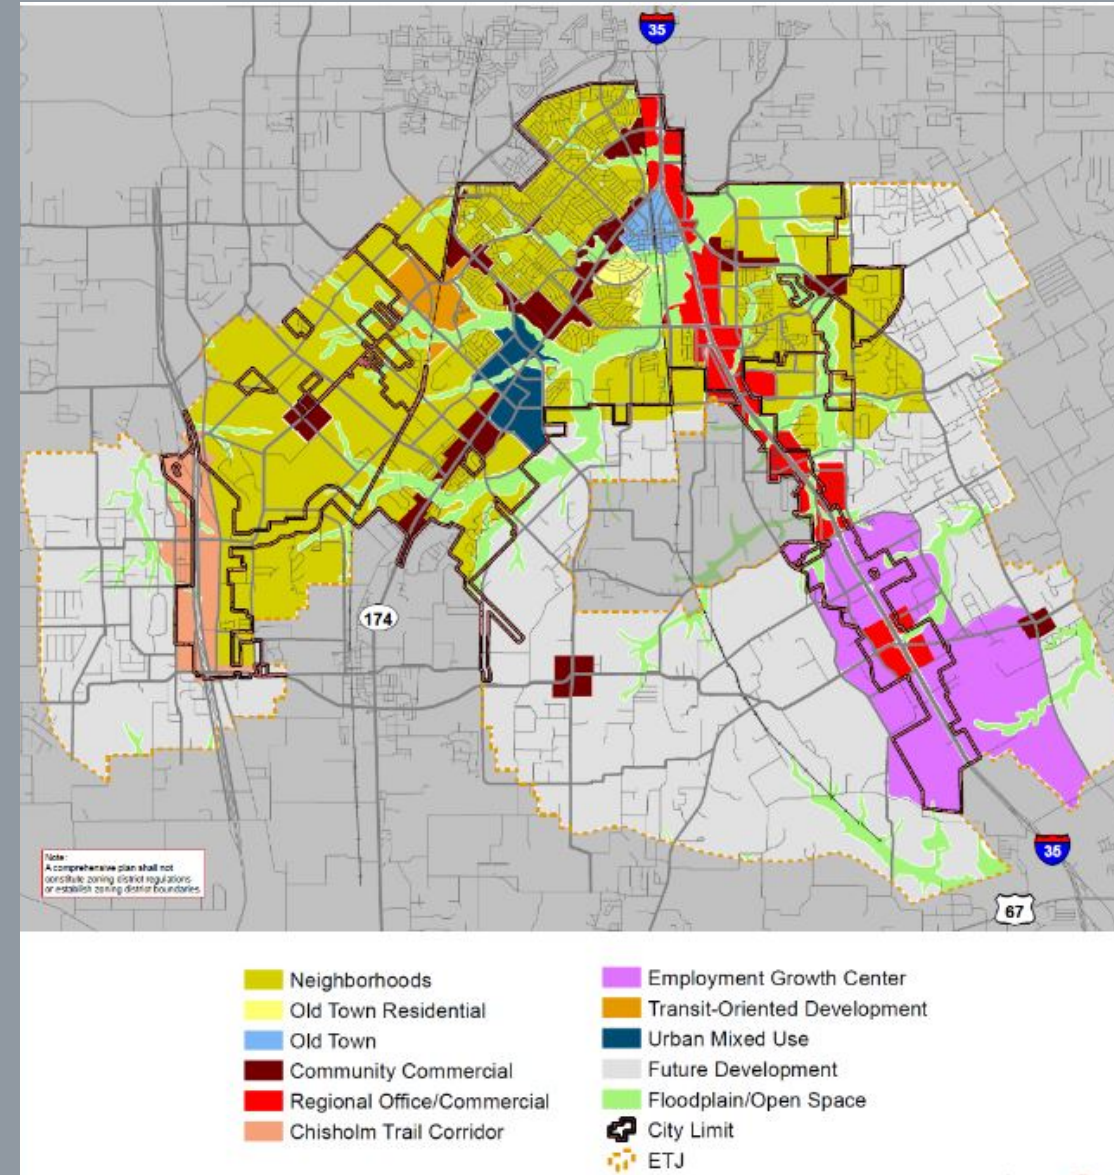 35
174
Note:
A comprehensive plan shall not
constitute zoning district regulations
or establish zoning district boundaries
35
67
Neighborhoods
Old Town Residential
Old Town
Community Commercial
Regional Office/Commercial
Chisholm Trail Corridor
Employment Growth Center
Transit-Oriented Development
Urban Mixed Use
Future Development
Floodplain/Open Space
City Limit
ETJ